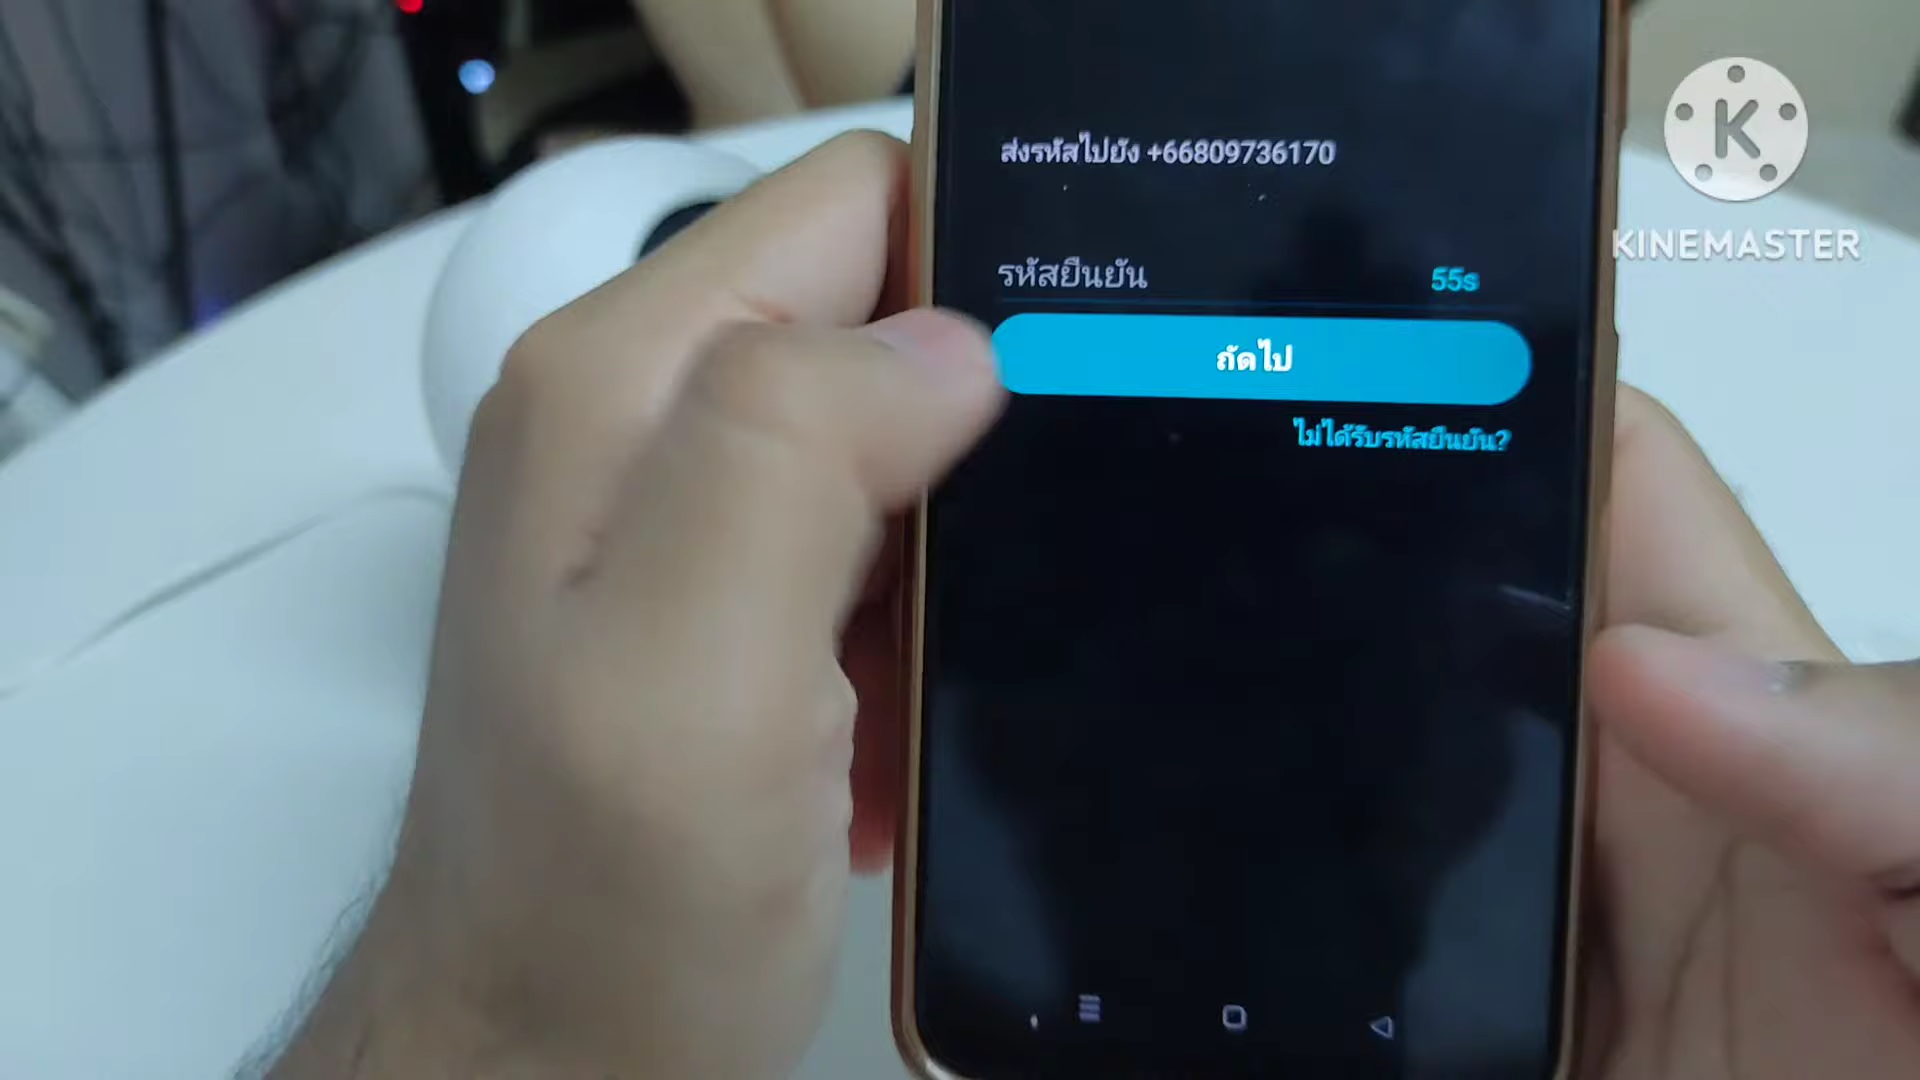 ส่งรหัสไปยัง +66809736170
รหัสยืนยัน 55s
ถัดไป
ไม่ได้รับรหัสยืนยัน?
K
KINEMASTER